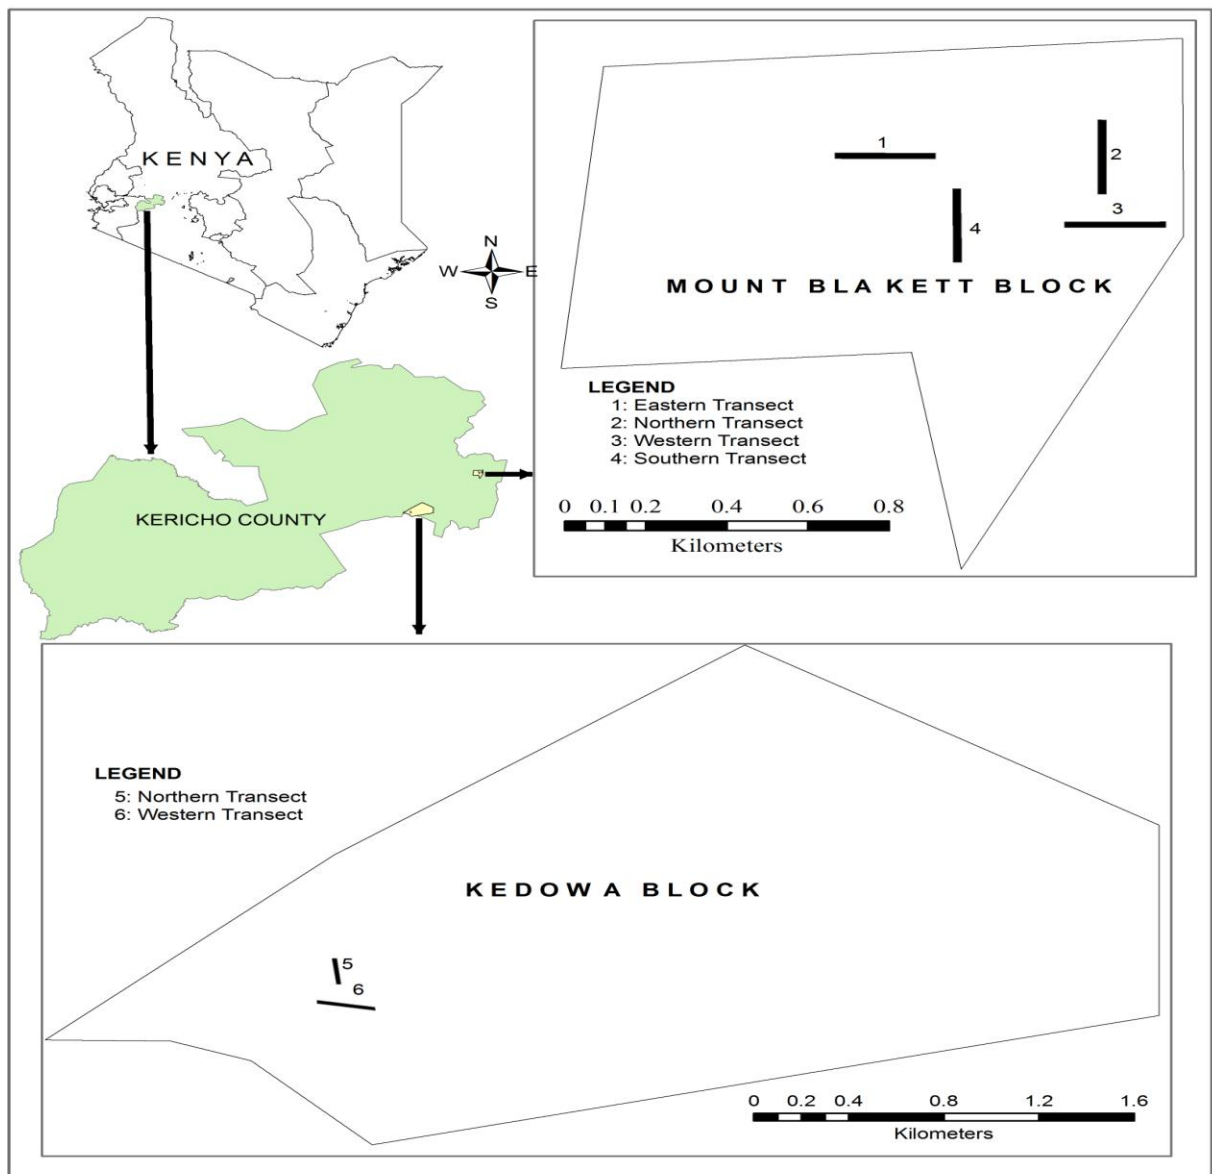 KENYA
N
W E
S
KERICHO COUNTY
1
2
3
4
MOUNT BLAKETT BLOCK
LEGEND
1: Eastern Transect
2: Northern Transect
3: Western Transect
4: Southern Transect
0 0.1 0.2 0.4 0.6 0.8
Kilometers
LEGEND
5: Northern Transect
6: Western Transect
KEDOWA BLOCK
5
6
0 0.2 0.4 0.8 1.2 1.6
Kilometers